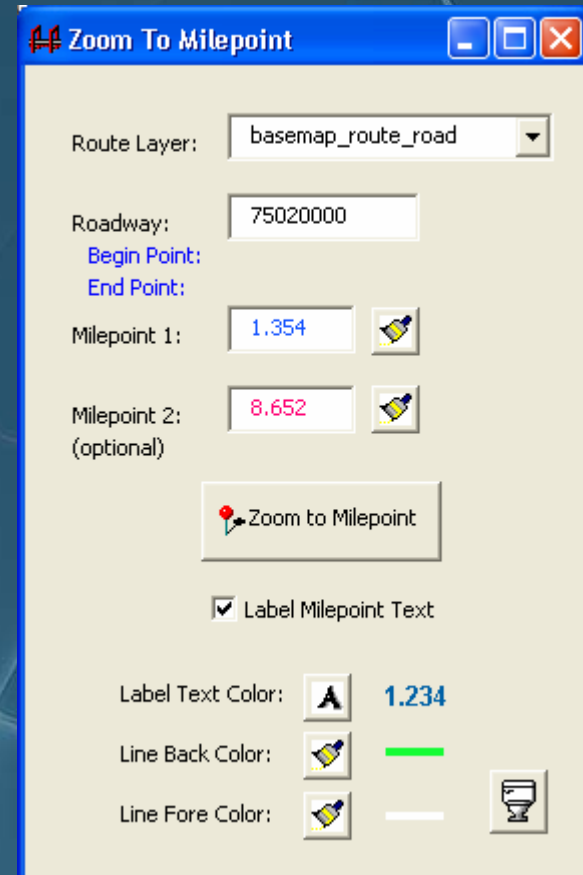 Zoom To Milepoint
Route Layer: basemap_route_road
Roadway: 75020000
Begin Point:
End Point:
Milepoint 1: 1.354
Milepoint 2: 8.652
(optional)
Zoom to Milepoint
Label Milepoint Text
Label Text Color: A 1.234
Line Back Color:
Line Fore Color: